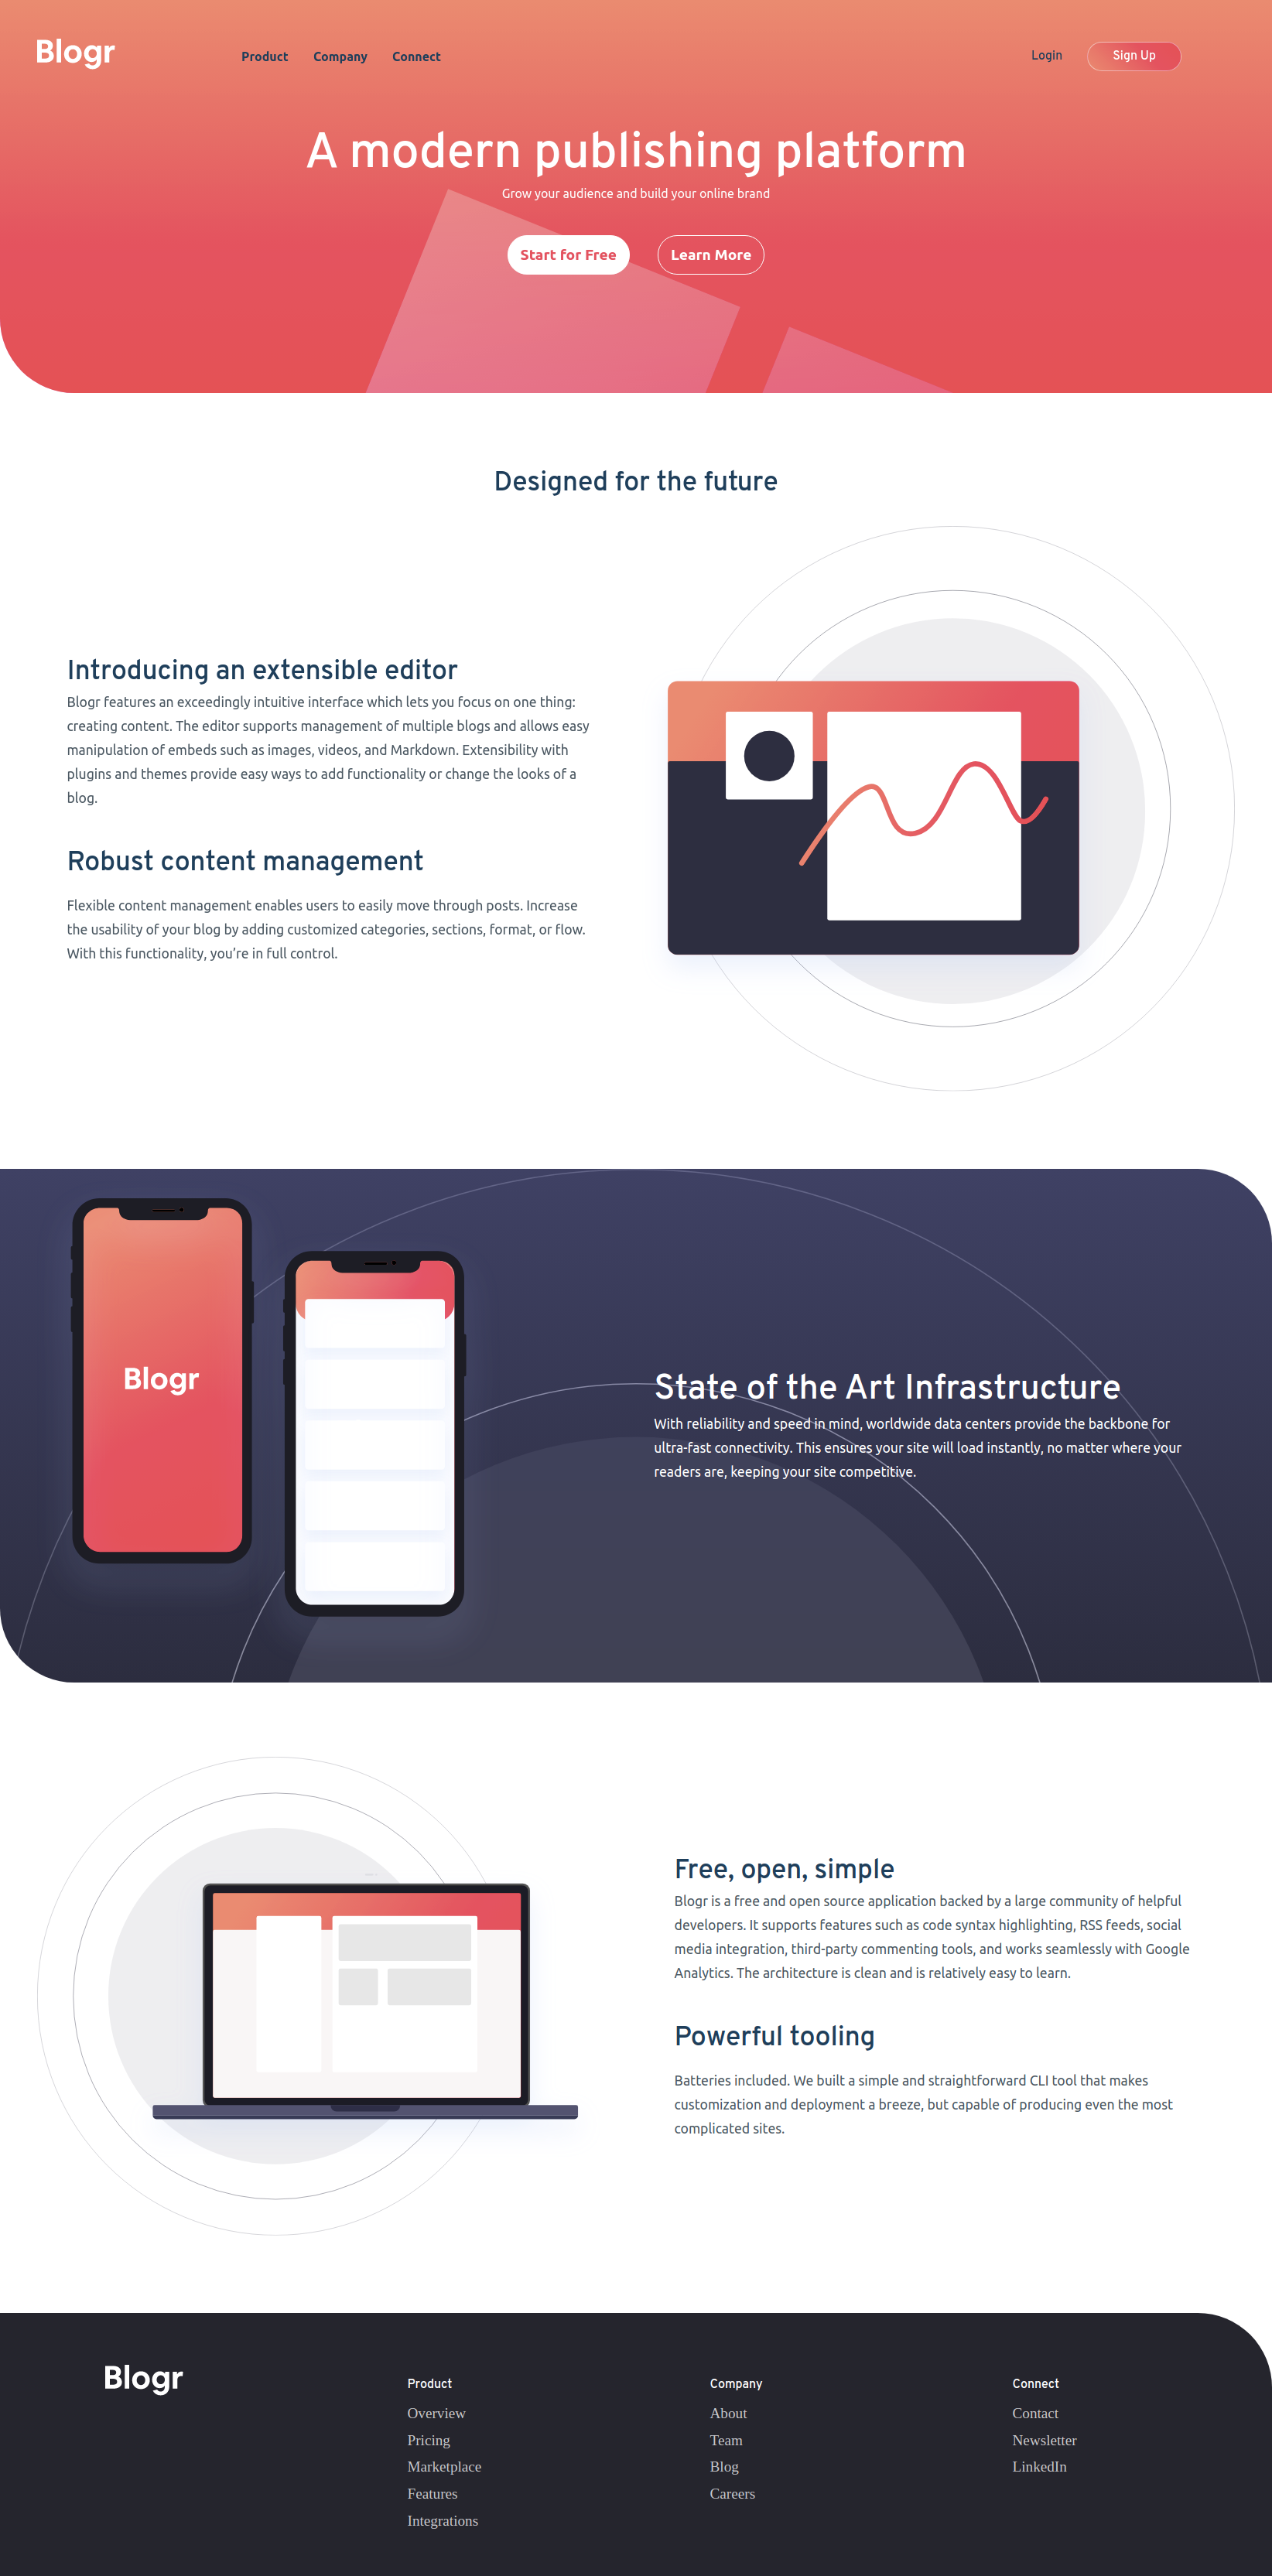 Blogr
Product Company Connect
Login Sign Up
A modern publishing platform
Grow your audience and build your online brand
Start for Free Learn More
Designed for the future
Introducing an extensible editor
Blogr features an exceedingly intuitive interface which lets you focus on one thing:
creating content. The editor supports management of multiple blogs and allows easy
manipulation of embeds such as images, videos, and Markdown. Extensibility with
plugins and themes provide easy ways to add functionality or change the looks of a
blog.
Robust content management
Flexible content management enables users to easily move through posts. Increase
the usability of your blog by adding customized categories, sections, format, or flow.
With this functionality, you’re in full control.
Blogr
State of the Art Infrastructure
With reliability and speed in mind, worldwide data centers provide the backbone for
ultra-fast connectivity. This ensures your site will load instantly, no matter where your
readers are, keeping your site competitive.
Free, open, simple
Blogr is a free and open source application backed by a large community of helpful
developers. It supports features such as code syntax highlighting, RSS feeds, social
media integration, third-party commenting tools, and works seamlessly with Google
Analytics. The architecture is clean and is relatively easy to learn.
Powerful tooling
Batteries included. We built a simple and straightforward CLI tool that makes
customization and deployment a breeze, but capable of producing even the most
complicated sites.
Blogr
Product
Overview
Pricing
Marketplace
Features
Integrations
Company
About
Team
Blog
Careers
Connect
Contact
Newsletter
LinkedIn